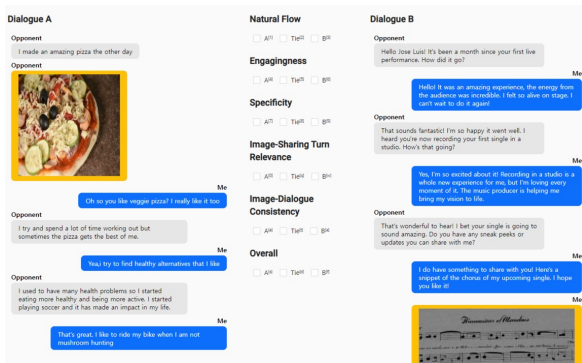 Dialogue A
Opponent
I made an amazing pizza the other day
Opponent
Me
Oh so you like veggie pizza? I really like it too
Opponent
I try and spend a lot of time working out but
sometimes the pizza gets the best of me.
Me
Yea,i try to find healthy alternatives that I like
Opponent
I used to have many health problems so I started
eating more healthy and being more active. I started
playing soccer and it has made an impact in my life.
Me
That's great. I like to ride my bike when I am not
mushroom hunting
Natural Flow
A[1] Tie[2] B[3]
Engagingness
A[4] Tie[5] B[6]
Specificity
A[7] Tie[8] B[9]
Image-Sharing Turn
Relevance
A[0] Tie[q] B[w]
Image-Dialogue
Consistency
A[e] Tie[t] B[a]
Overall
A[s] Tie[d] B[f]
Dialogue B
Opponent
Hello Jose Luis! It's been a month since your first live
performance. How did it go?
Me
Hello! It was an amazing experience, the energy from
the audience was incredible. I felt so alive on stage. I
can't wait to do it again!
Opponent
That sounds fantastic! I'm so happy it went well. I
heard you're now recording your first single in a
studio. How's that going?
Me
Yes, I'm so excited about it! Recording in a studio is a
whole new experience for me, but I'm loving every
moment of it. The music producer is helping me
bring my vision to life.
Opponent
That's wonderful to hear! I bet your single is going to
sound amazing. Do you have any sneak peeks or
updates you can share with me?
Me
I do have something to share with you! Here's a
snippet of the chorus of my upcoming single. I hope
you like it!
Me